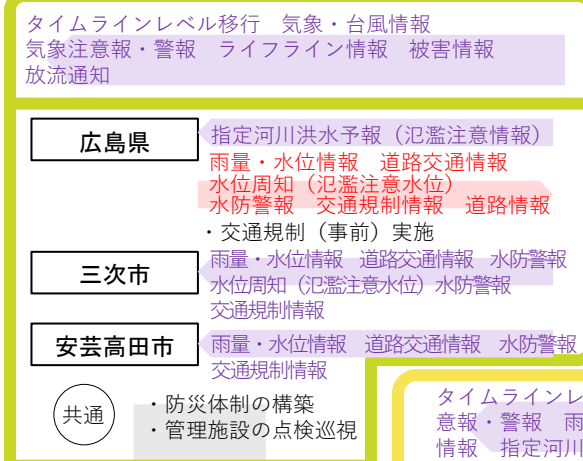 タイムラインレベル移行　気象・台風情報
気象注意報・警報　ライフライン情報　被害情報
放流通知
広島県
指定河川洪水予報（氾濫注意情報）
雨量・水位情報　道路交通情報
水位周知（氾濫注意水位）
水防警報　交通規制情報　道路情報
・交通規制（事前）実施
三次市
雨量・水位情報　道路交通情報　水防警報
水位周知（氾濫注意水位）水防警報
交通規制情報
安芸高田市
雨量・水位情報　道路交通情報　水防警報
交通規制情報
共通
・防災体制の構築
・管理施設の点検巡視
タイムラインレ
意報・警報　雨
情報　指定河川